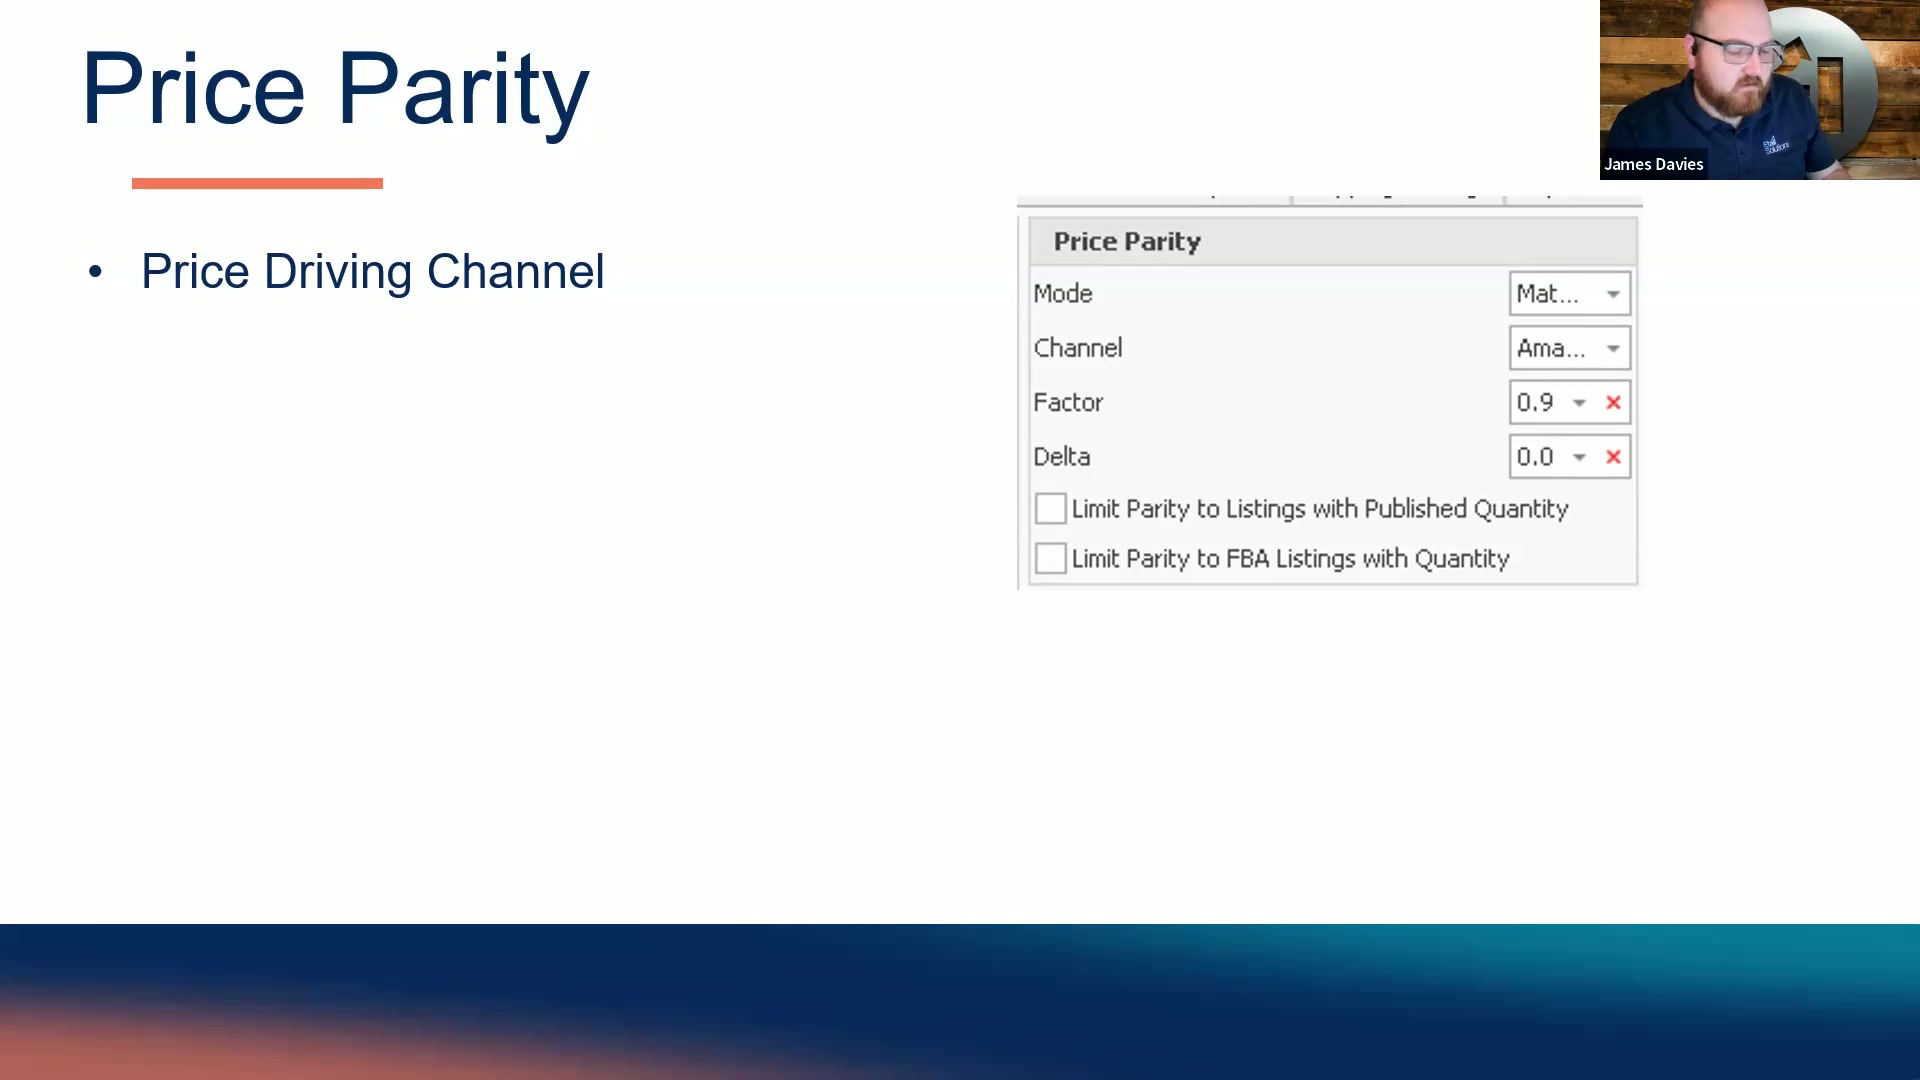 Price Parity
James Davies
• Price Driving Channel
Price Parity
Mode Mat...
Channel Ama...
Factor 0.9
Delta 0.0
Limit Parity to Listings with Published Quantity
Limit Parity to FBA Listings with Quantity